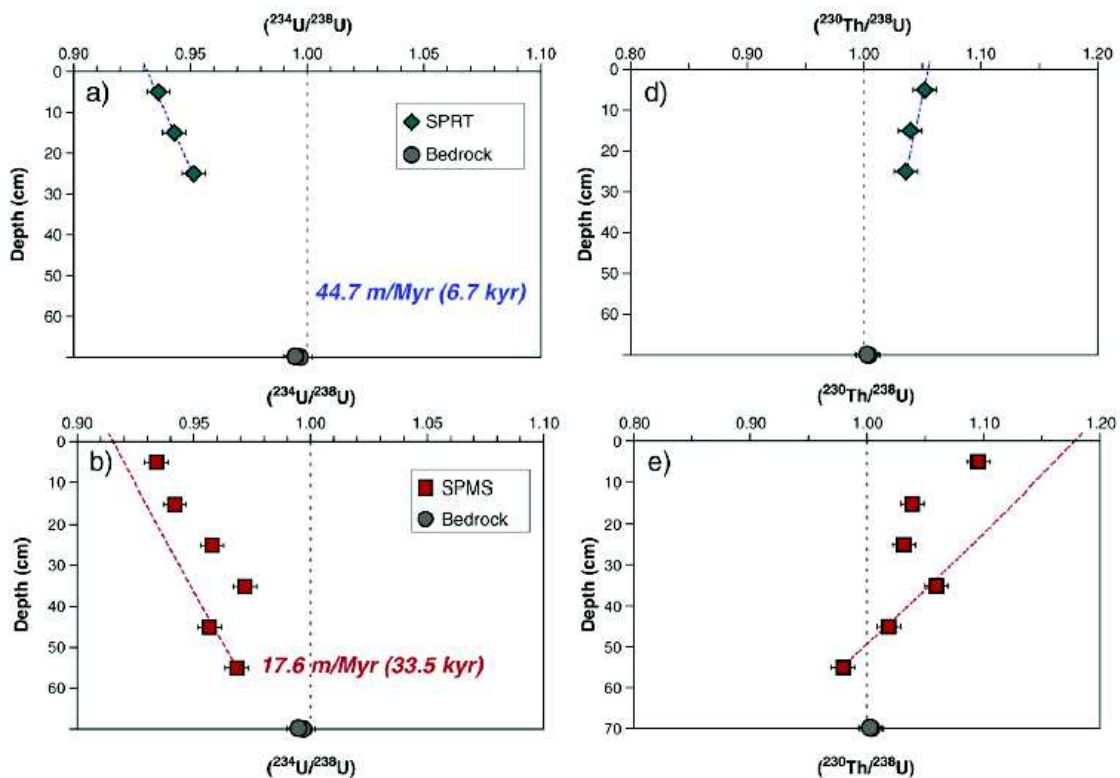 (²³⁴U/²³⁸U)
0.90 0.95 1.00 1.05 1.10
0
10
20
30
40
50
60
Depth (cm)
a)
SPRT
Bedrock
44.7 m/Myr (6.7 kyr)
(²³⁴U/²³⁸U)
(²³⁰Th/²³⁸U)
0.80 0.90 1.00 1.10 1.20
0
10
20
30
40
50
60
Depth (cm)
d)
(²³⁰Th/²³⁸U)
0.90 0.95 1.00 1.05 1.10
0
10
20
30
40
50
60
Depth (cm)
b)
SPMS
Bedrock
17.6 m/Myr (33.5 kyr)
(²³⁴U/²³⁸U)
0.80 0.90 1.00 1.10 1.20
0
10
20
30
40
50
60
70
Depth (cm)
e)
(²³⁰Th/²³⁸U)